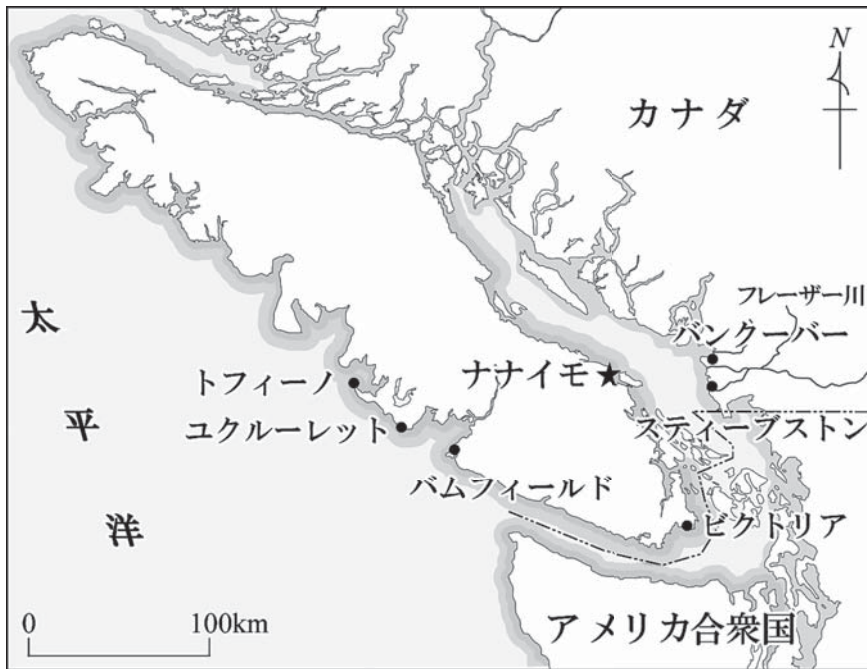 N
カナダ
フレーザー川
バンクーバー
太平洋
トフィーノ
ナナイモ
ユクルーレット
スティーブストン
バムフィールド
ビクトリア
0 100km
アメリカ合衆国